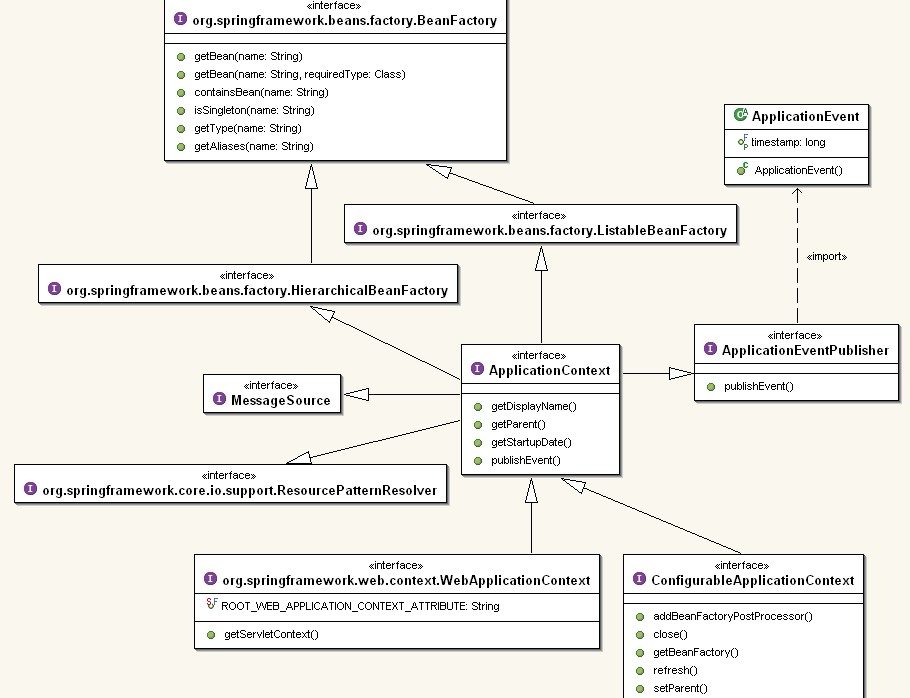 «interface»
org.springframework.beans.factory.BeanFactory
getBean(name: String)
getBean(name: String, requiredType: Class)
containsBean(name: String)
isSingleton(name: String)
getType(name: String)
getAliases(name: String)
ApplicationEvent
timestamp: long
ApplicationEvent()
«interface»
org.springframework.beans.factory.ListableBeanFactory
«import»
«interface»
org.springframework.beans.factory.HierarchicalBeanFactory
«interface»
ApplicationEventPublisher
publishEvent()
«interface»
ApplicationContext
getDisplayName()
getParent()
getStartupDate()
publishEvent()
«interface»
MessageSource
«interface»
org.springframework.core.io.support.ResourcePatternResolver
«interface»
org.springframework.web.context.WebApplicationContext
ROOT_WEB_APPLICATION_CONTEXT_ATTRIBUTE: String
getServletContext()
«interface»
ConfigurableApplicationContext
addBeanFactoryPostProcessor()
close()
getBeanFactory()
refresh()
setParent()